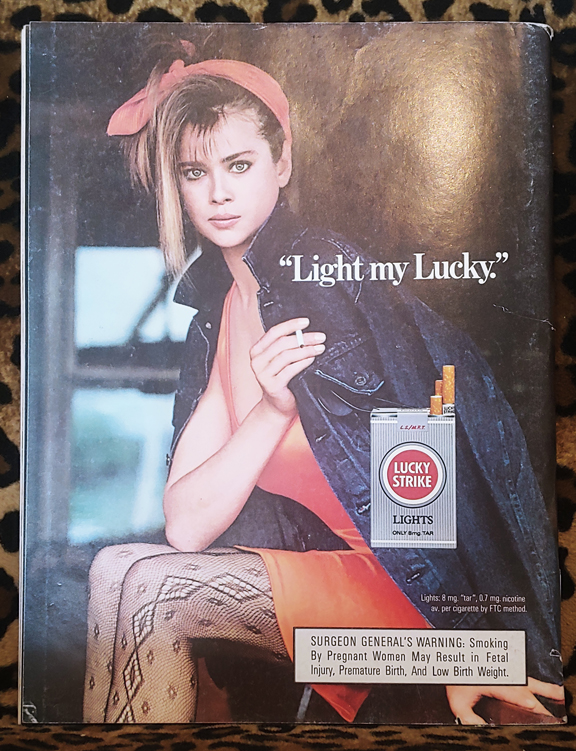 “Light my Lucky.”
L.S./M.F.T.
LUCKY
STRIKE
LIGHTS
ONLY 8mg TAR
Lights: 8 mg. "tar", 0.7 mg. nicotine
av. per cigarette by FTC method.
SURGEON GENERAL'S WARNING: Smoking
By Pregnant Women May Result in Fetal
Injury, Premature Birth, And Low Birth Weight.